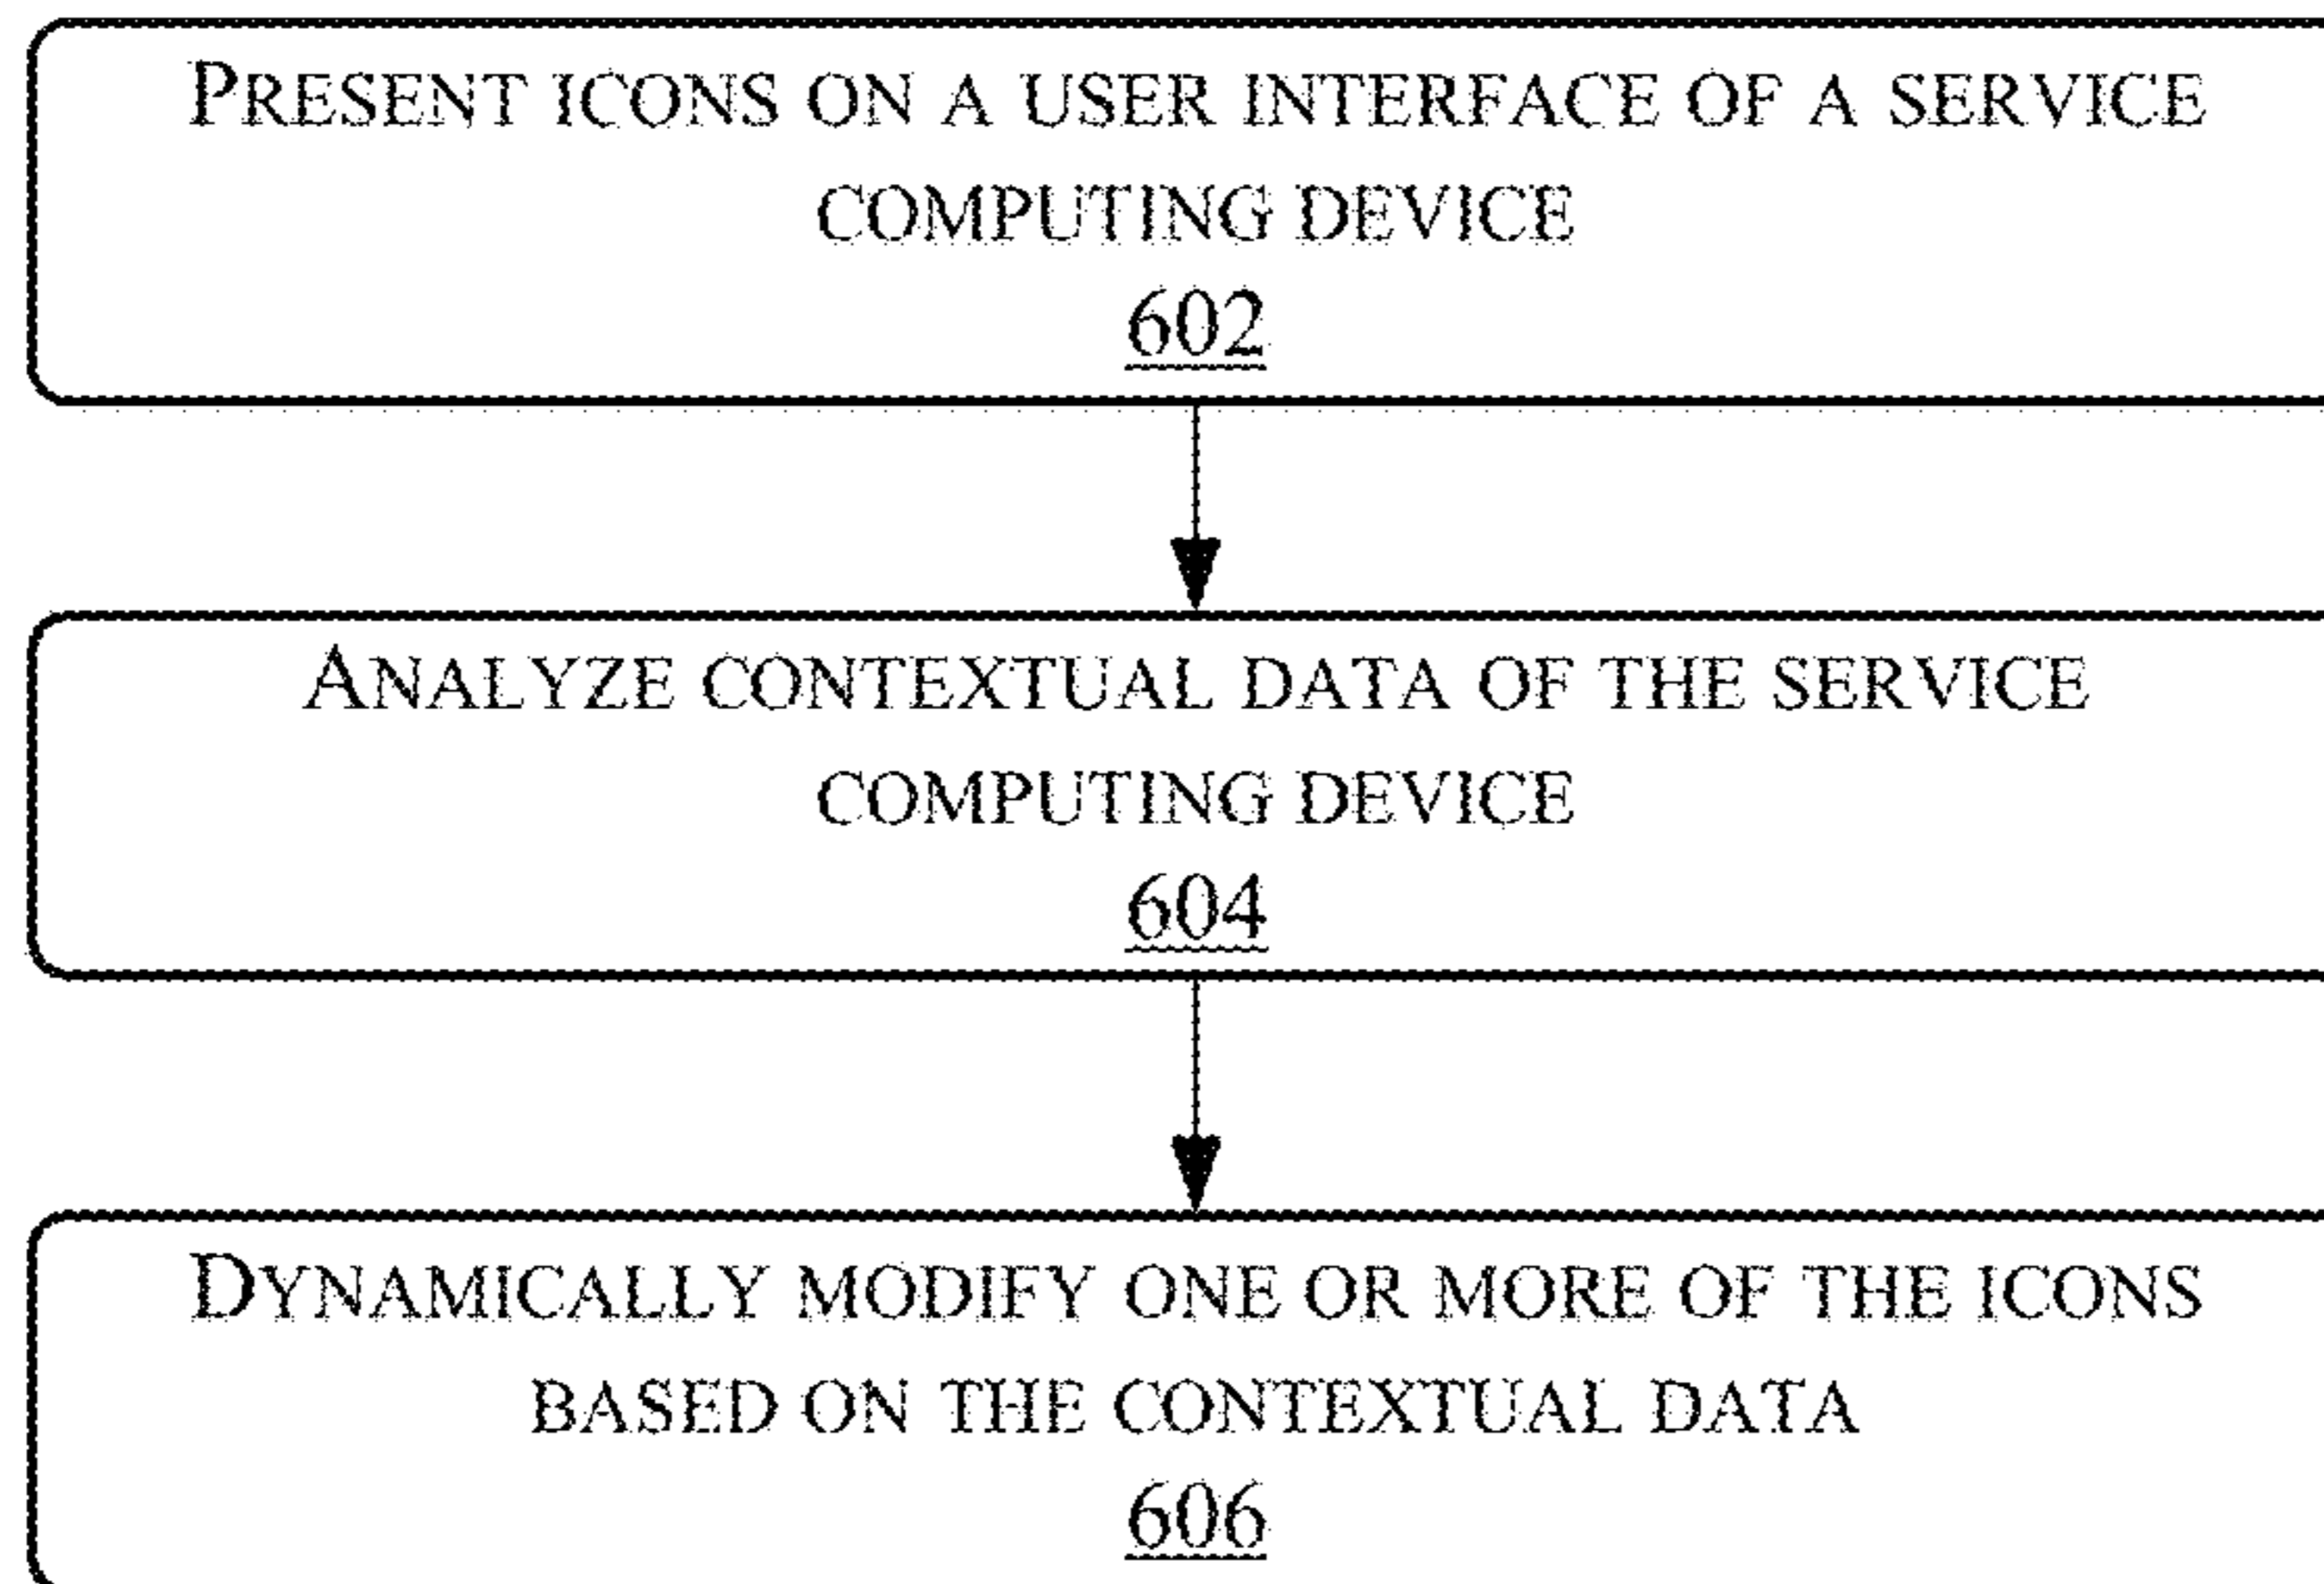 PRESENT ICONS ON A USER INTERFACE OF A SERVICE
COMPUTING DEVICE
602
ANALYZE CONTEXTUAL DATA OF THE SERVICE
COMPUTING DEVICE
604
DYNAMICALLY MODIFY ONE OR MORE OF THE ICONS
BASED ON THE CONTEXTUAL DATA
606